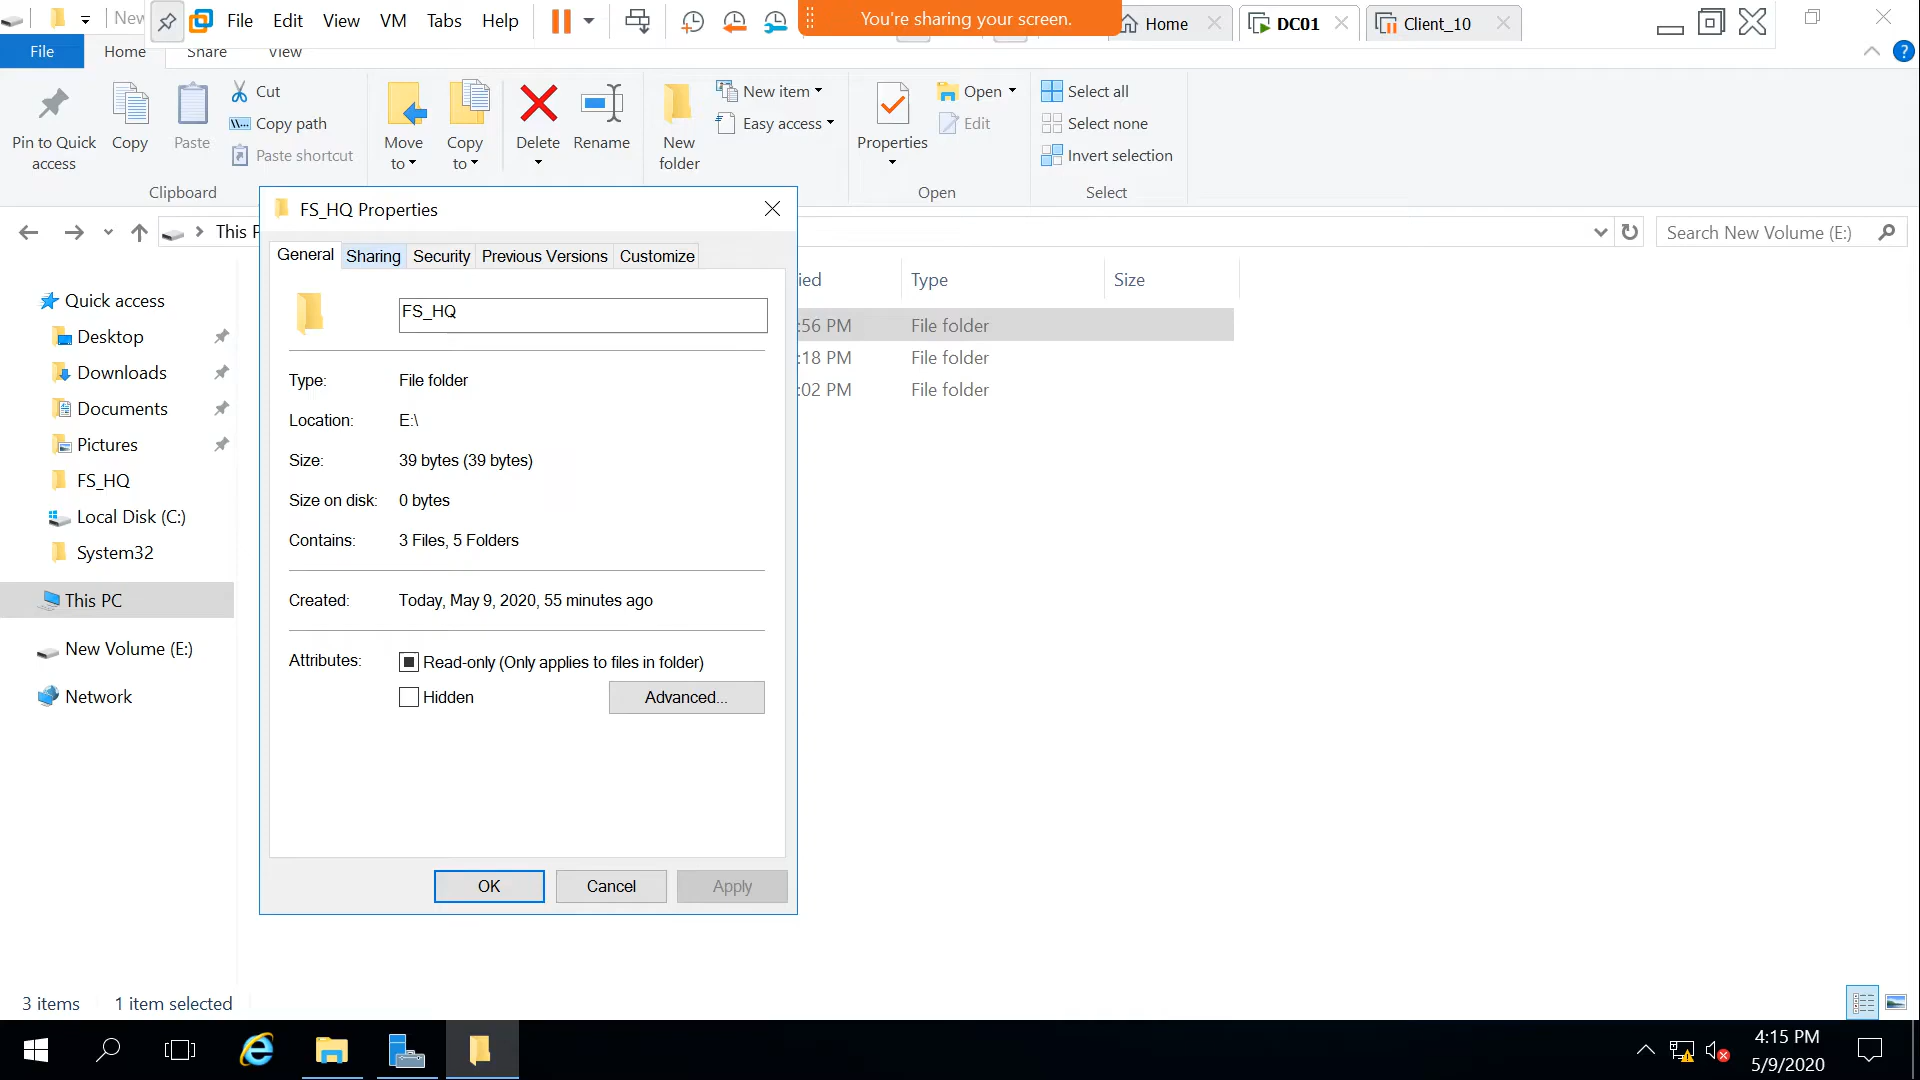 New
File Edit View VM Tabs Help
You're sharing your screen.
Home
DC01
Client_10
File Home Share View
Pin to Quick access
Copy
Paste
Cut
Copy path
Paste shortcut
Clipboard
Move to
Copy to
Delete
Rename
New folder
New item
Easy access
Properties
Open
Edit
Open
Select all
Select none
Invert selection
Select
This P
Search New Volume (E:)
Quick access
Desktop
Downloads
Documents
Pictures
FS_HQ
Local Disk (C:)
System32
This PC
New Volume (E:)
Network
FS_HQ Properties
General Sharing Security Previous Versions Customize
FS_HQ
Type: File folder
Location: E:\
Size: 39 bytes (39 bytes)
Size on disk: 0 bytes
Contains: 3 Files, 5 Folders
Created: Today, May 9, 2020, 55 minutes ago
Attributes: Read-only (Only applies to files in folder)
Hidden
Advanced...
OK Cancel Apply
ied Type Size
:56 PM File folder
:18 PM File folder
:02 PM File folder
3 items 1 item selected
4:15 PM
5/9/2020